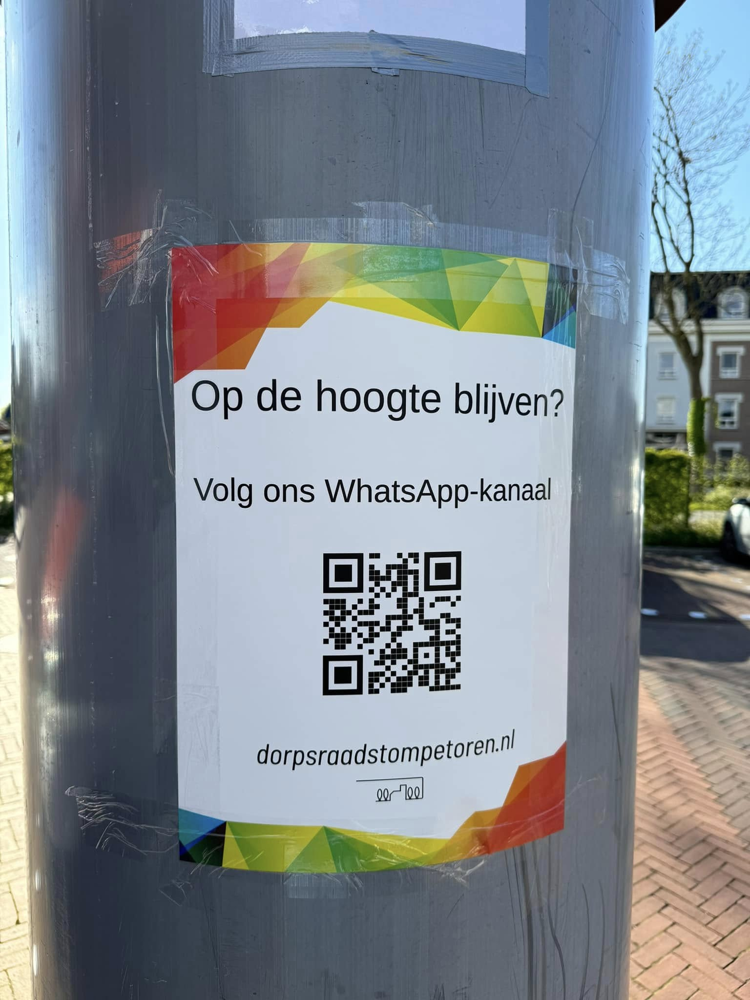 Op de hoogte blijven?
Volg ons WhatsApp-kanaal
dorpsraadstompetoren.nl